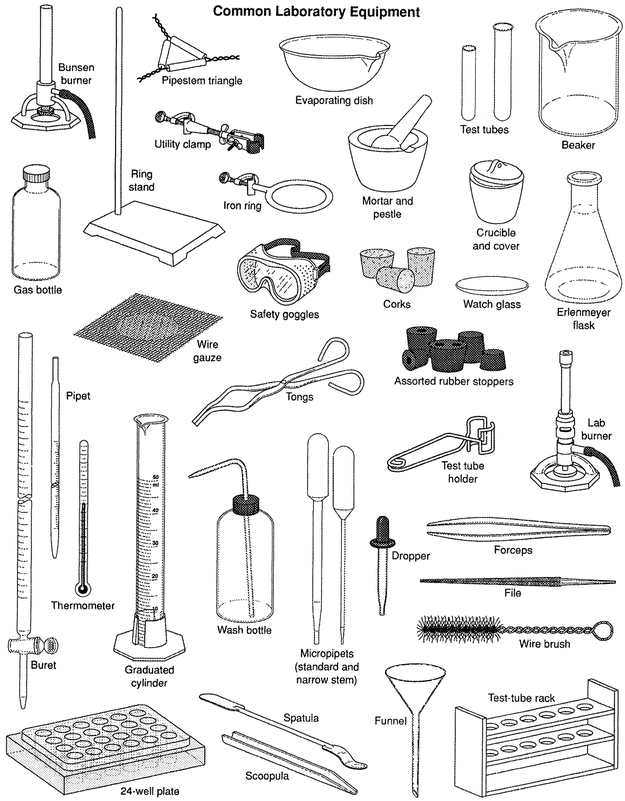 Common Laboratory Equipment
Bunsen
burner
Pipestem triangle
Evaporating dish
Test tubes
Beaker
Utility clamp
Ring
stand
Iron ring
Mortar and
pestle
Crucible
and cover
Gas bottle
Safety goggles
Corks
Watch glass
Erlenmeyer
flask
Wire
gauze
Assorted rubber stoppers
Pipet
Tongs
Lab
burner
Test tube
holder
50
ml
40
30
20
10
Forceps
Dropper
File
Thermometer
Wash bottle
Wire brush
Buret
Graduated
cylinder
Micropipets
(standard and
narrow stem)
Test-tube rack
Spatula
Funnel
Scoopula
24-well plate